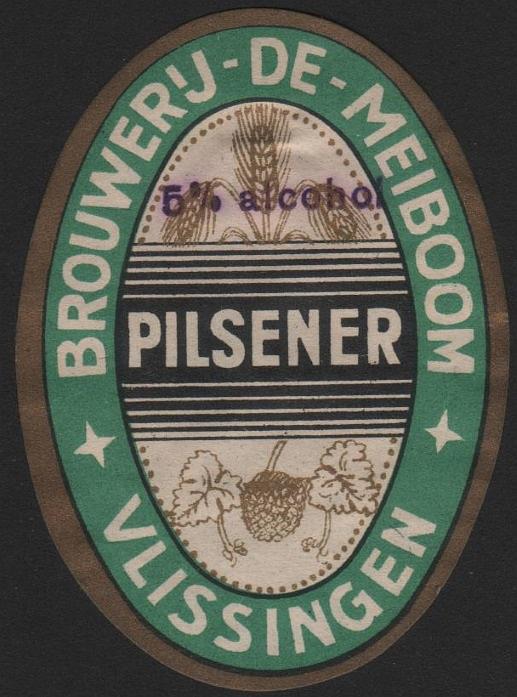 BROUWERIJ-DE-MEIBOOM
5% alcohol
PILSENER
VLISSINGEN